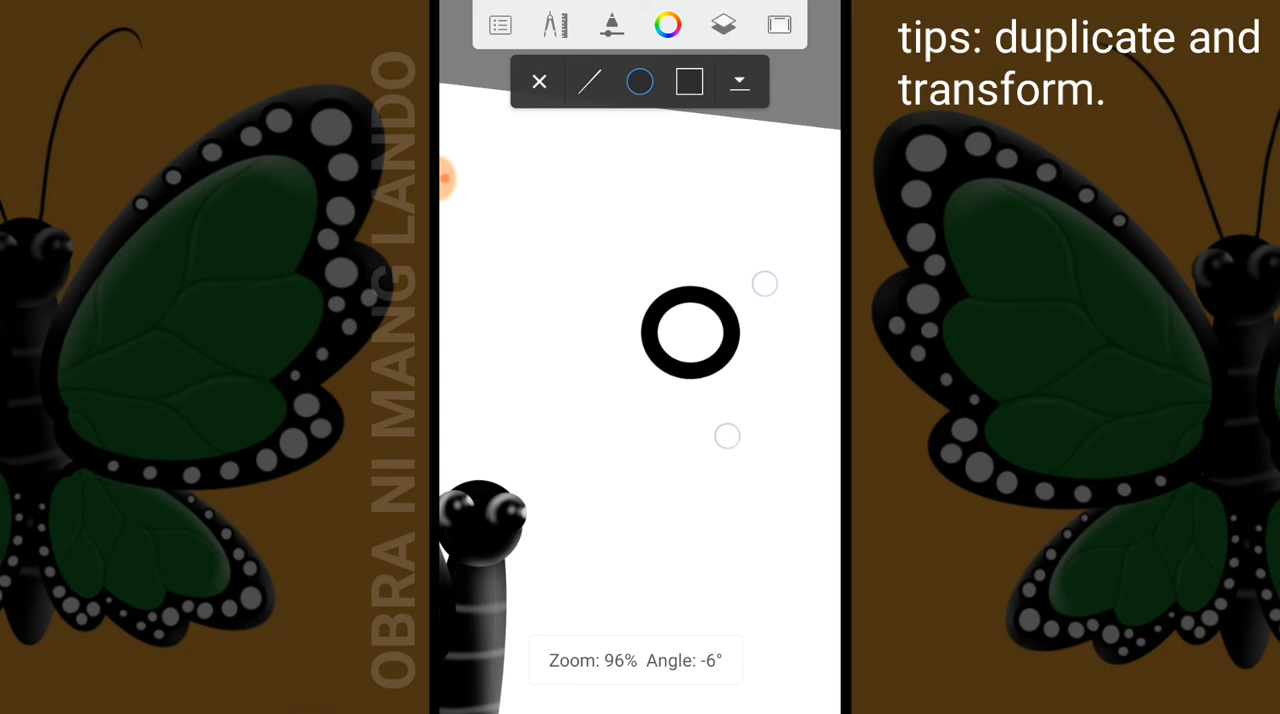 tips: duplicate and
transform.
OBRA NI MANG LANDO
Zoom: 96% Angle: -6°